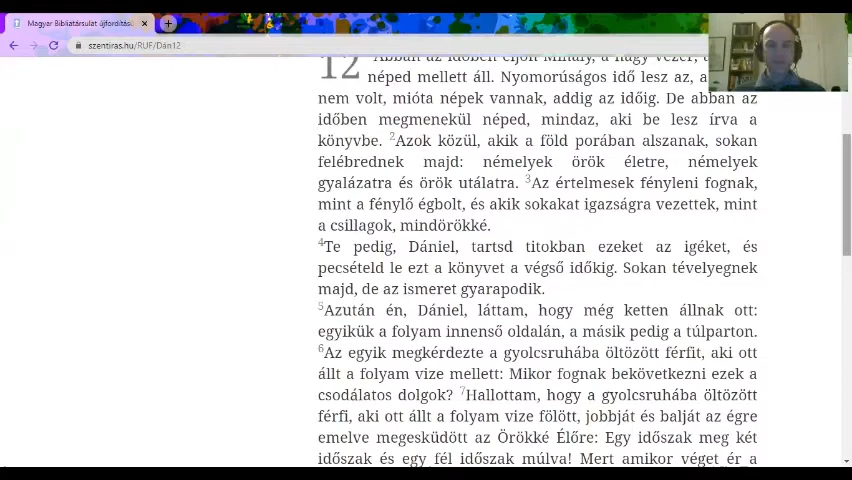 Magyar Bibliatársulat újfordítású
szentiras.hu/RUF/Dán12
12 Abban az időben eljön Mihály, a nagy vezér,
néped mellett áll. Nyomorúságos idő lesz az, a
nem volt, mióta népek vannak, addig az időig. De abban az
időben megmenekül néped, mindaz, aki be lesz írva a
könyvbe. 2Azok közül, akik a föld porában alszanak, sokan
felébrednek majd: némelyek örök életre, némelyek
gyalázatra és örök utálatra. 3Az értelmesek fényleni fognak,
mint a fénylő égbolt, és akik sokakat igazságra vezettek, mint
a csillagok, mindörökké.
4Te pedig, Dániel, tartsd titokban ezeket az igéket, és
pecsételd le ezt a könyvet a végső időkig. Sokan tévelyegnek
majd, de az ismeret gyarapodik.
5Azután én, Dániel, láttam, hogy még ketten állnak ott:
egyikük a folyam innenső oldalán, a másik pedig a túlparton.
6Az egyik megkérdezte a gyolcsruhába öltözött férfit, aki ott
állt a folyam vize mellett: Mikor fognak bekövetkezni ezek a
csodálatos dolgok? 7Hallottam, hogy a gyolcsruhába öltözött
férfi, aki ott állt a folyam vize fölött, jobbját és balját az égre
emelve megesküdött az Örökké Élőre: Egy időszak meg két
időszak és egy fél időszak múlva! Mert amikor véget ér a